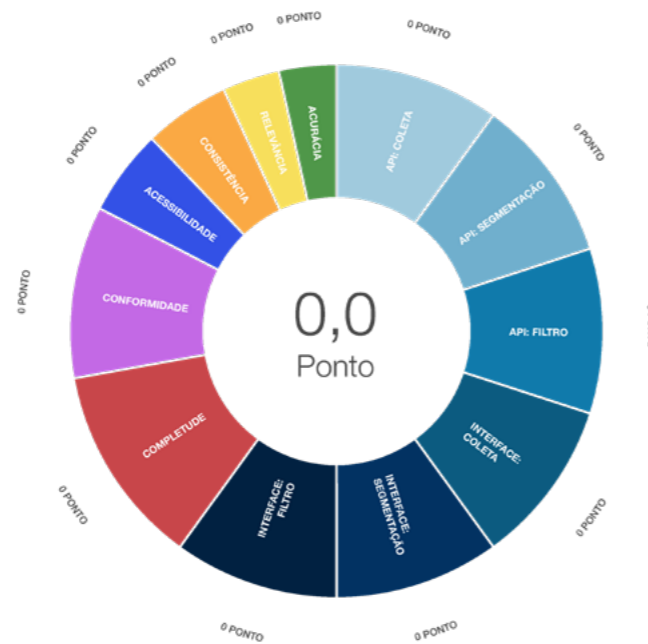 0 PONTO
API: COLETA
0 PONTO
API: SEGMENTAÇÃO
API: FILTRO
0 PONTO
INTERFACE:
COLETA
0 PONTO
INTERFACE:
SEGMENTAÇÃO
0 PONTO
INTERFACE:
FILTRO
0 PONTO
COMPLETUDE
0 PONTO
CONFORMIDADE
0 PONTO
ACESSIBILIDADE
0 PONTO
CONSISTÊNCIA
0 PONTO
RELEVÂNCIA
0 PONTO
ACURÁCIA
0,0
Ponto